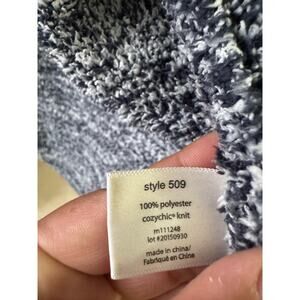 style 509
100% polyester
cozychic® knit
m111248
lot #20150930
made in china/
Fabriqué en Chine